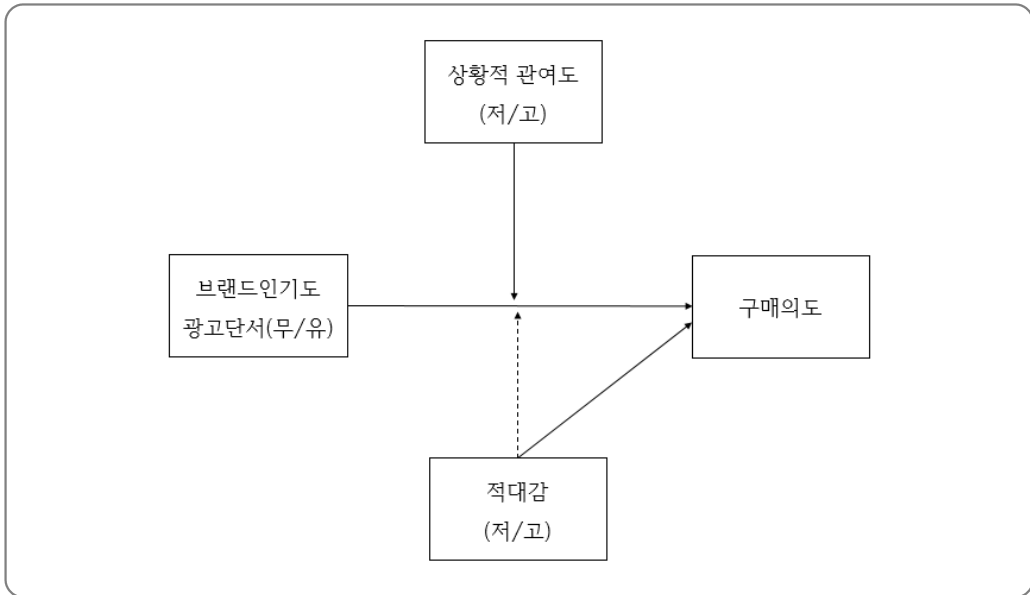 상황적 관여도
(저/고)
브랜드인기도
광고단서(무/유)
구매의도
적대감
(저/고)